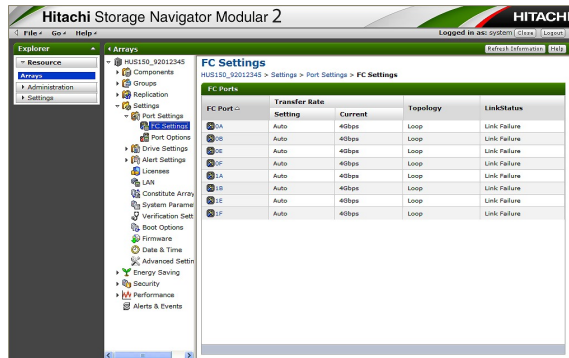 Hitachi Storage Navigator Modular 2
HITACHI
File Go Help
Logged in as: system Close Logout
Explorer
Arrays
Refresh Information Help
Resource
Arrays
Administration
Settings
HUS150_92012345
Components
Groups
Replication
Settings
Port Settings
FC Settings
Port Options
Drive Settings
Alert Settings
Licenses
LAN
Constitute Array
System Parame
Verification Sett
Boot Options
Firmware
Date & Time
Advanced Settin
Energy Saving
Security
Performance
Alerts & Events
FC Settings
HUS150_92012345 > Settings > Port Settings > FC Settings
FC Ports
FC Port Transfer Rate Topology LinkStatus
Setting Current
0A Auto 4Gbps Loop Link Failure
0B Auto 4Gbps Loop Link Failure
0E Auto 4Gbps Loop Link Failure
0F Auto 4Gbps Loop Link Failure
1A Auto 4Gbps Loop Link Failure
1B Auto 4Gbps Loop Link Failure
1E Auto 4Gbps Loop Link Failure
1F Auto 4Gbps Loop Link Failure